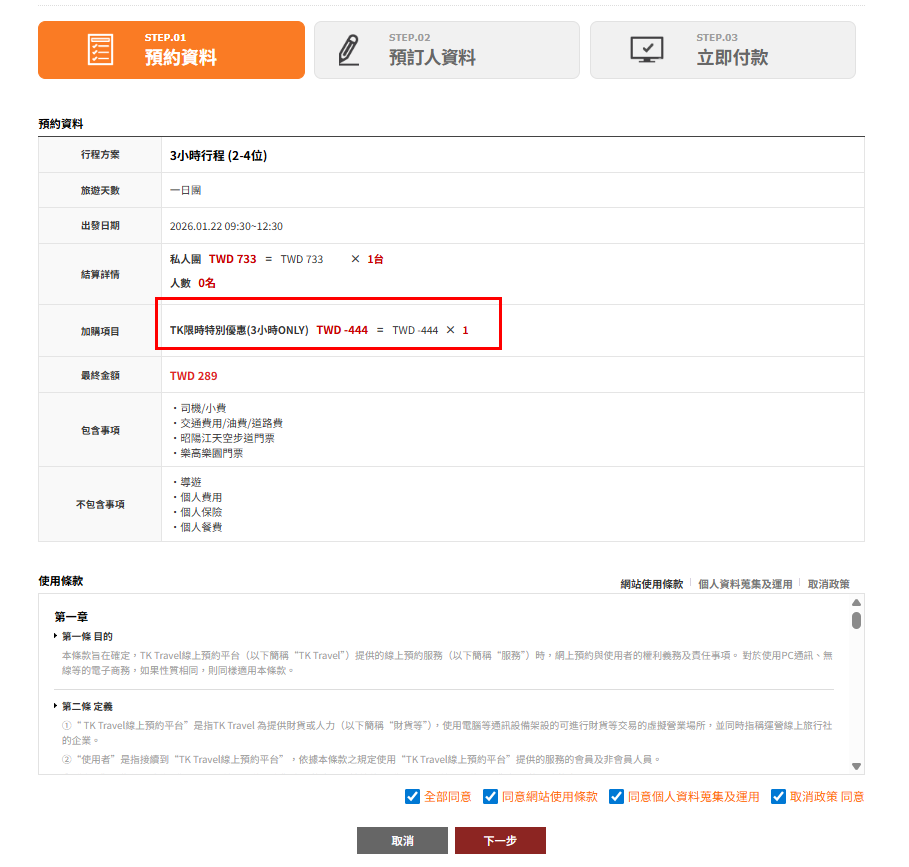 STEP.01
預約資料
STEP.02
預訂人資料
STEP.03
立即付款
預約資料
行程方案
3小時行程 (2-4位)
旅遊天數
一日團
出發日期
2026.01.22 09:30~12:30
結算詳情
私人團 TWD 733 = TWD 733 × 1台
人數 0名
加購項目
TK限時特別優惠(3小時ONLY) TWD -444 = TWD -444 × 1
最終金額
TWD 289
包含事項
・司機/小費
・交通費用/油費/道路費
・昭陽江天空步道門票
・樂高樂園門票
不包含事項
・導遊
・個人費用
・個人保險
・個人餐費
使用條款
網站使用條款 | 個人資料蒐集及運用 | 取消政策
第一章
第一條 目的
本條款旨在確定，TK Travel線上預約平台（以下簡稱“TK Travel”）提供的線上預約服務（以下簡稱“服務”）時，網上預約與使用者的權利義務及責任事項。 對於使用PC通訊、無
線等的電子商務，如果性質相同，則同樣適用本條款。
第二條 定義
①“ TK Travel線上預約平台”是指TK Travel 為提供財貨或人力（以下簡稱“財貨等”），使用電腦等通訊設備架設的可進行財貨等交易的虛擬營業場所，並同時指稱運營線上旅行社
的企業。
②“使用者”是指接續到“TK Travel線上預約平台”，依據本條款之規定使用“TK Travel線上預約平台”提供的服務的會員及非會員人員。
全部同意 同意網站使用條款 同意個人資料蒐集及運用 取消政策 同意
取消 下一步